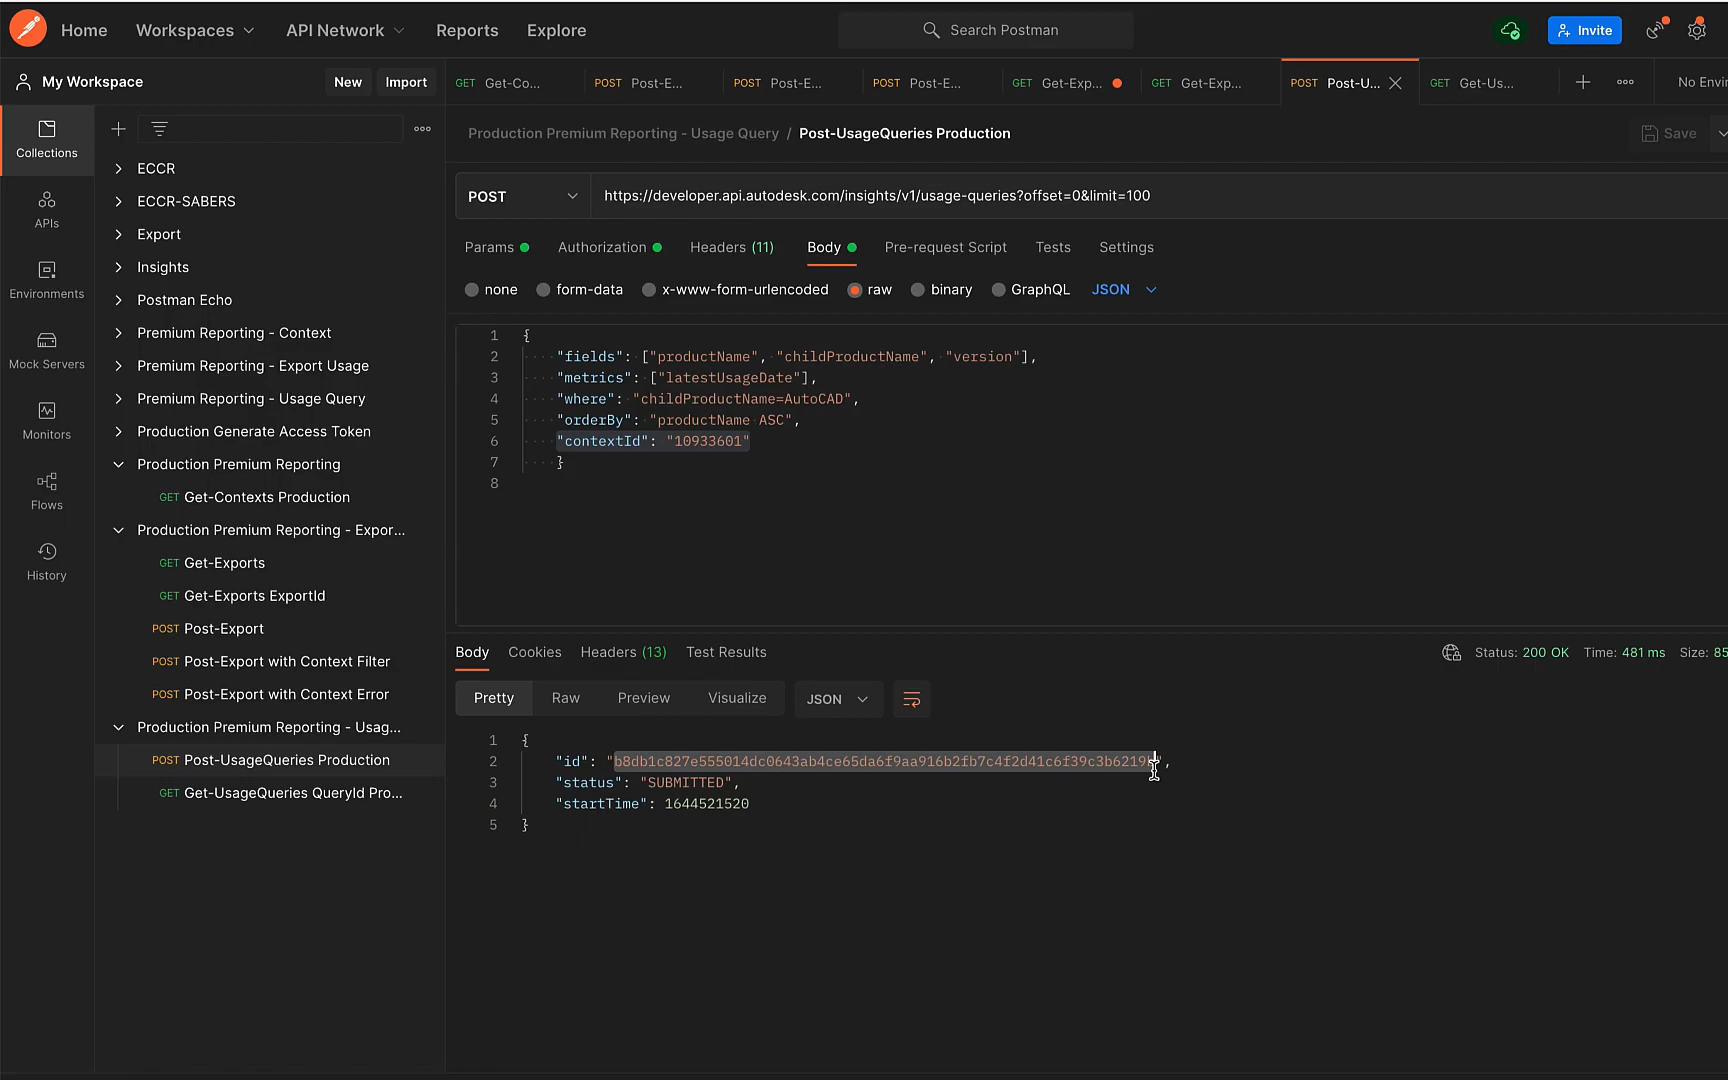 Home Workspaces API Network Reports Explore Search Postman Invite
My Workspace New Import
GET Get-Co... POST Post-E... POST Post-E... POST Post-E... GET Get-Exp... GET Get-Exp... POST Post-U... GET Get-Us... No Envir
Collections
APIs
Environments
Mock Servers
Monitors
Flows
History
ECCR
ECCR-SABERS
Export
Insights
Postman Echo
Premium Reporting - Context
Premium Reporting - Export Usage
Premium Reporting - Usage Query
Production Generate Access Token
Production Premium Reporting
GET Get-Contexts Production
Production Premium Reporting - Expor...
GET Get-Exports
GET Get-Exports ExportId
POST Post-Export
POST Post-Export with Context Filter
POST Post-Export with Context Error
Production Premium Reporting - Usag...
POST Post-UsageQueries Production
GET Get-UsageQueries QueryId Pro...
Production Premium Reporting - Usage Query / Post-UsageQueries Production Save
POST https://developer.api.autodesk.com/insights/v1/usage-queries?offset=0&limit=100
Params Authorization Headers (11) Body Pre-request Script Tests Settings
none form-data x-www-form-urlencoded raw binary GraphQL JSON
1 {
2 "fields": ["productName", "childProductName", "version"],
3 "metrics": ["latestUsageDate"],
4 "where": "childProductName=AutoCAD",
5 "orderBy": "productName ASC",
6 "contextId": "10933601"
7 }
8
Body Cookies Headers (13) Test Results Status: 200 OK Time: 481 ms Size: 85
Pretty Raw Preview Visualize JSON
1 {
2 "id": ,
3 "status": "SUBMITTED",
4 "startTime": 1644521520
5 }